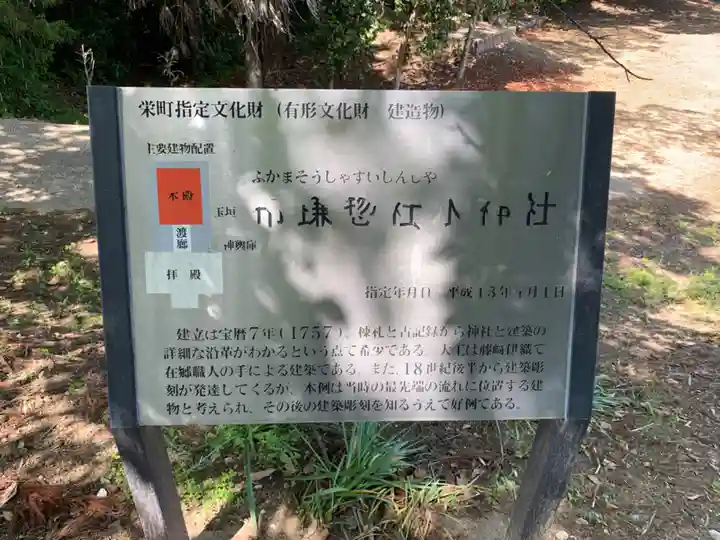 栄町指定文化財（有形文化財　建造物）
主要建物配置
本殿
玉垣
渡廊
神輿庫
拝殿
ふかまそうしゃすいしんしや
指定年月日　平成13年 月1日
建立は宝暦7年(1757)。棟札と古記録から神社と建築の
詳細な沿革がわかるという点で希少である。大工は藤崎伊織で
在郷職人の手による建築である。また、18世紀後半から建築彫
刻が発達してくるが、本例は当時の最先端の流れに位置する建
物と考えられ、その後の建築彫刻を知るうえで好例である。